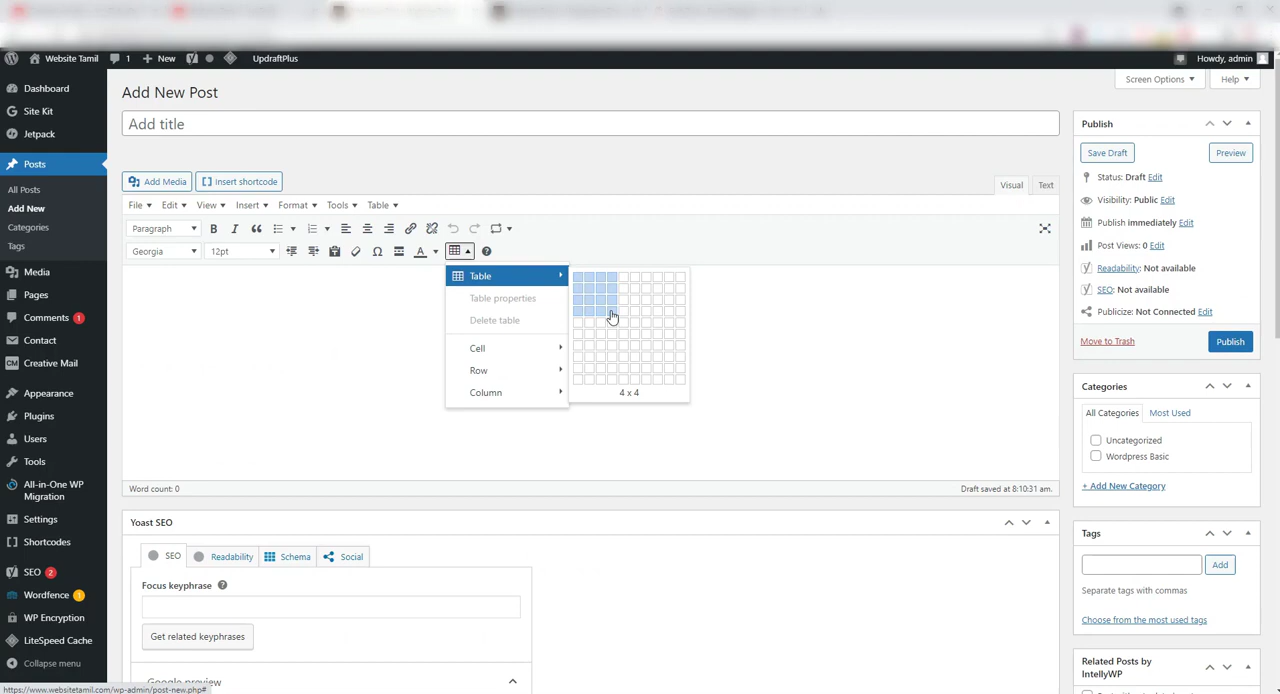 Website Tamil
1
New
UpdraftPlus
Howdy, admin
Dashboard
Site Kit
Jetpack
Posts
All Posts
Add New
Categories
Tags
Media
Pages
Comments 1
Contact
CM Creative Mail
Appearance
Plugins
Users
Tools
All-in-One WP
Migration
Settings
Shortcodes
SEO 2
Wordfence 1
WP Encryption
LiteSpeed Cache
Collapse menu
https://www.websitetamil.com/wp-admin/post-new.php#
Screen Options
Help
Add New Post
Add title
Add Media
Insert shortcode
Visual
Text
File Edit View Insert Format Tools Table
Paragraph
Georgia
12pt
Table
Table properties
Delete table
Cell
Row
Column
4 x 4
Word count: 0
Draft saved at 8:10:31 am.
Yoast SEO
SEO
Readability
Schema
Social
Focus keyphrase
Get related keyphrases
Google preview
Publish
Save Draft
Preview
Status: Draft Edit
Visibility: Public Edit
Publish immediately Edit
Post Views: 0 Edit
Readability: Not available
SEO: Not available
Publicize: Not Connected Edit
Move to Trash
Publish
Categories
All Categories
Most Used
Uncategorized
Wordpress Basic
+ Add New Category
Tags
Add
Separate tags with commas
Choose from the most used tags
Related Posts by
IntellyWP